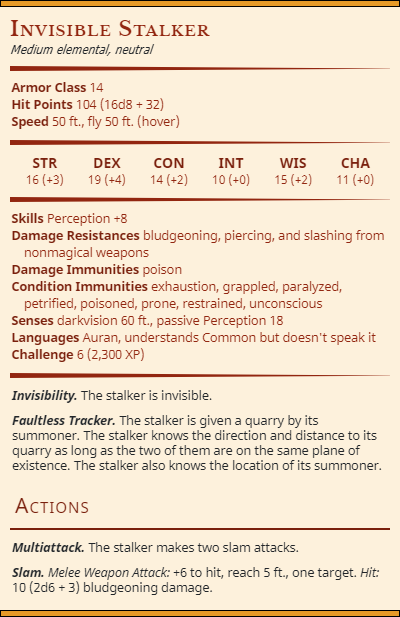 Invisible Stalker
Medium elemental, neutral
Armor Class 14
Hit Points 104 (16d8 + 32)
Speed 50 ft., fly 50 ft. (hover)
STR DEX CON INT WIS CHA
16 (+3) 19 (+4) 14 (+2) 10 (+0) 15 (+2) 11 (+0)
Skills Perception +8
Damage Resistances bludgeoning, piercing, and slashing from
nonmagical weapons
Damage Immunities poison
Condition Immunities exhaustion, grappled, paralyzed,
petrified, poisoned, prone, restrained, unconscious
Senses darkvision 60 ft., passive Perception 18
Languages Auran, understands Common but doesn't speak it
Challenge 6 (2,300 XP)
Invisibility. The stalker is invisible.
Faultless Tracker. The stalker is given a quarry by its
summoner. The stalker knows the direction and distance to its
quarry as long as the two of them are on the same plane of
existence. The stalker also knows the location of its summoner.
Actions
Multiattack. The stalker makes two slam attacks.
Slam. Melee Weapon Attack: +6 to hit, reach 5 ft., one target. Hit:
10 (2d6 + 3) bludgeoning damage.